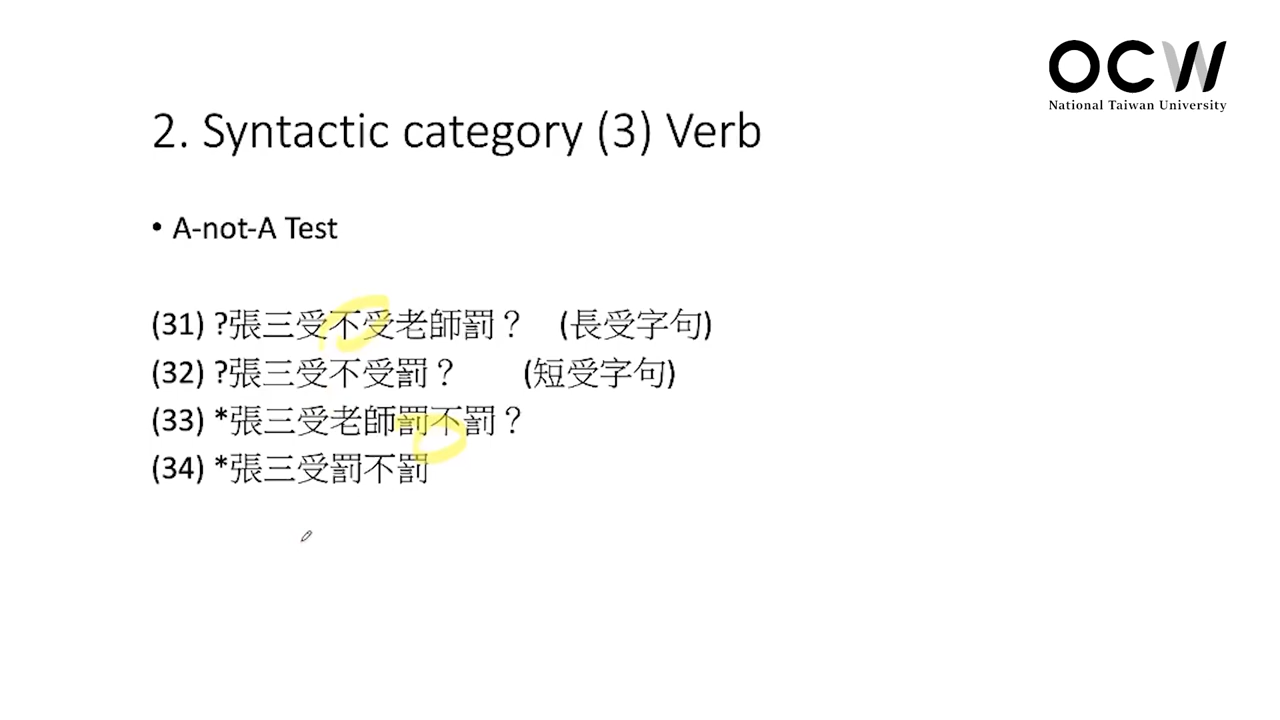 OCW
National Taiwan University
2. Syntactic category (3) Verb
• A-not-A Test
(31) ?張三受不受老師罰？ (長受字句)
(32) ?張三受不受罰？ (短受字句)
(33) *張三受老師罰不罰？
(34) *張三受罰不罰